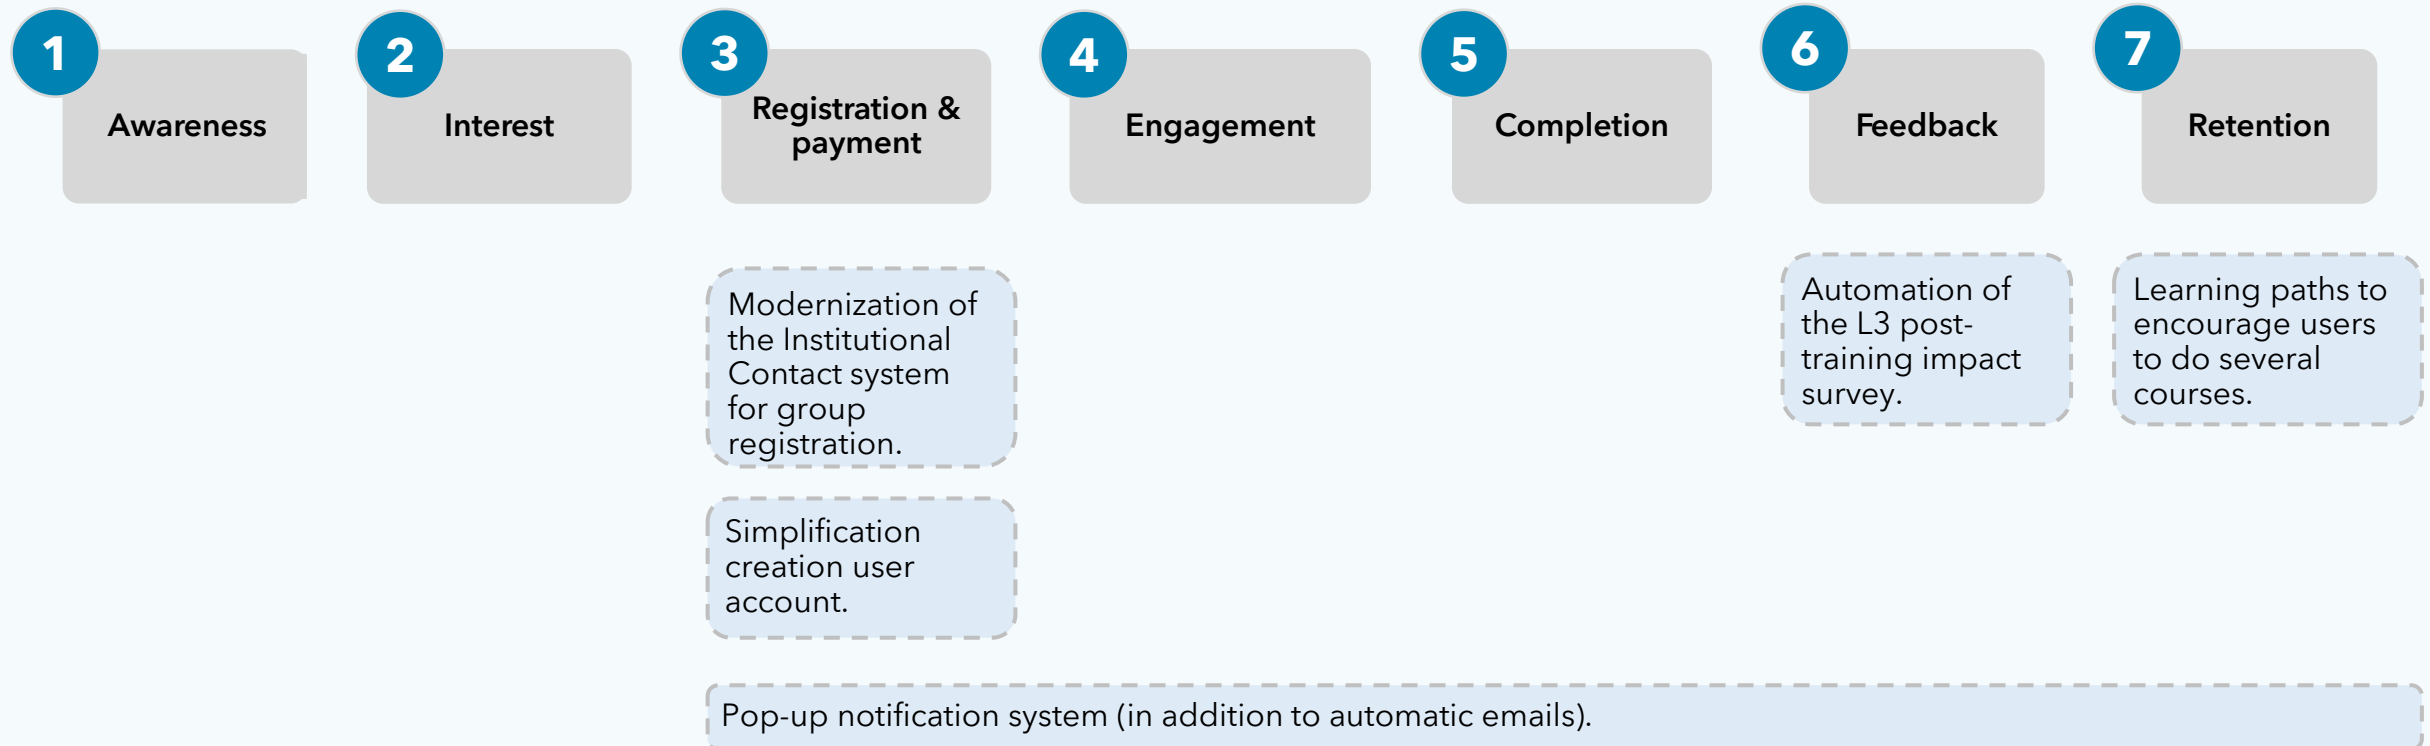 1
Awareness
2
Interest
3
Registration &
payment
4
Engagement
5
Completion
6
Feedback
7
Retention
Modernization of
the Institutional
Contact system
for group
registration.
Simplification
creation user
account.
Automation of
the L3 post-
training impact
survey.
Learning paths to
encourage users
to do several
courses.
Pop-up notification system (in addition to automatic emails).